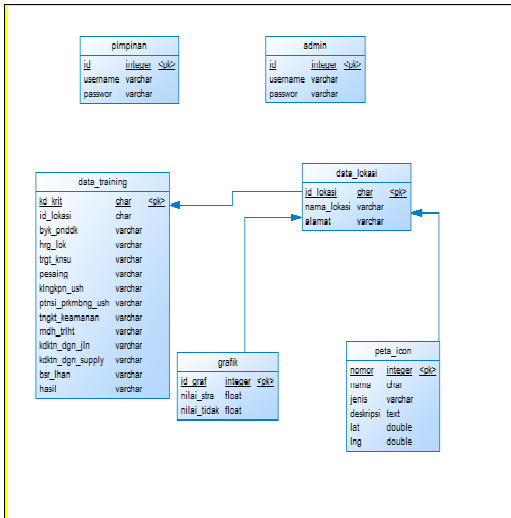 pimpinan
id integer <pk>
username varchar
passwor varchar
admin
id integer <pk>
username varchar
passwor varchar
data_training
kd_krit char <pk>
id_lokasi char
byk_pnddk varchar
hrg_lok varchar
trgt_knsu varchar
pesaing varchar
klngkpn_ush varchar
ptnsi_prkmbng_ush varchar
tngkt_keamanan varchar
mdh_trlht varchar
kdktn_dgn_jln varchar
kdktn_dgn_supply varchar
bsr_lhan varchar
hasil varchar
data_lokasi
id_lokasi char <pk>
nama_lokasi varchar
alamat varchar
grafik
id_graf integer <pk>
nilai_stra float
nilai_tidak float
peta_icon
nomor integer <pk>
nama char
jenis varchar
deskripsi text
lat double
lng double